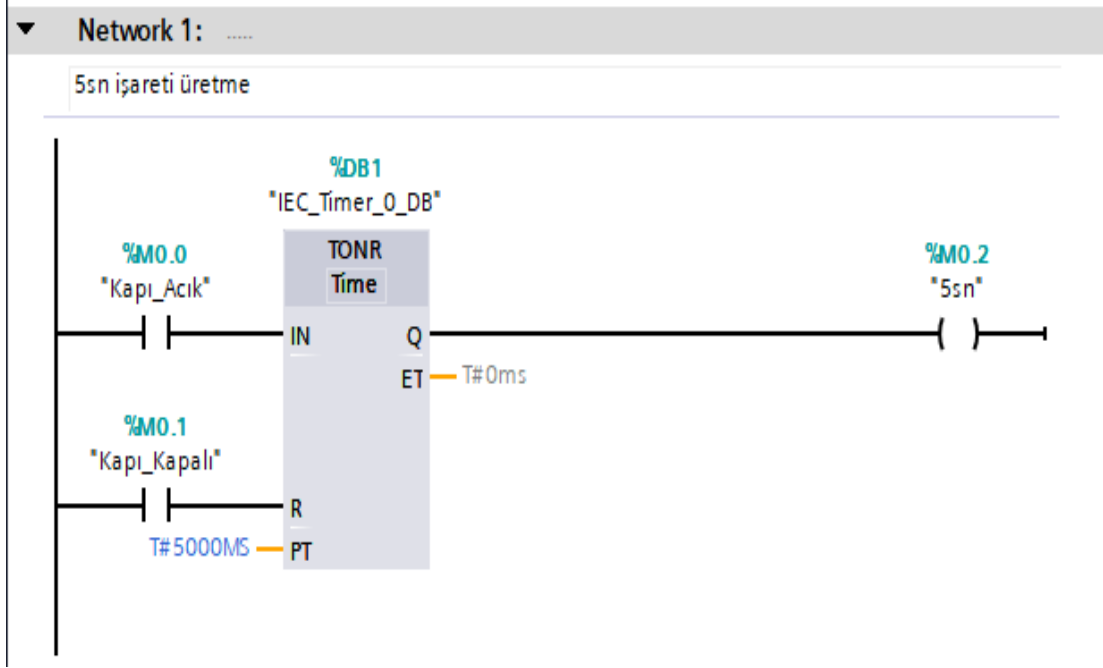 Network 1: .....
5sn işareti üretme
%DB1
"IEC_Timer_0_DB"
%M0.0
"Kapı_Acık"
TONR
Time
%M0.2
"5sn"
IN
Q
ET
T#0ms
%M0.1
"Kapı_Kapalı"
R
T#5000MS
PT